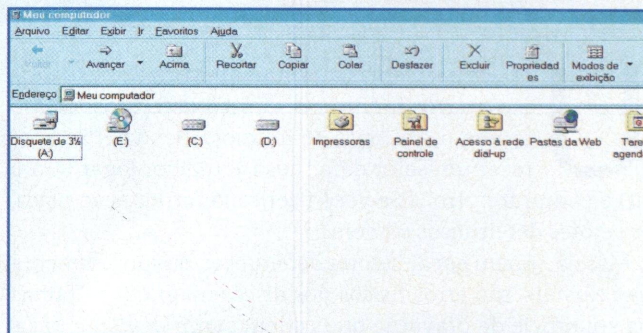 Meu computador
Arquivo Editar Exibir Ir Favoritos Ajuda
Voltar Avançar Acima Recortar Copiar Colar Desfazer Excluir Propriedad Modos de
es exibição
Endereço Meu computador
Disquete de 3½ (E:) (C:) (D:) Impressoras Painel de Acesso à rede Pastas da Web Tare
(A:) controle dial-up agend